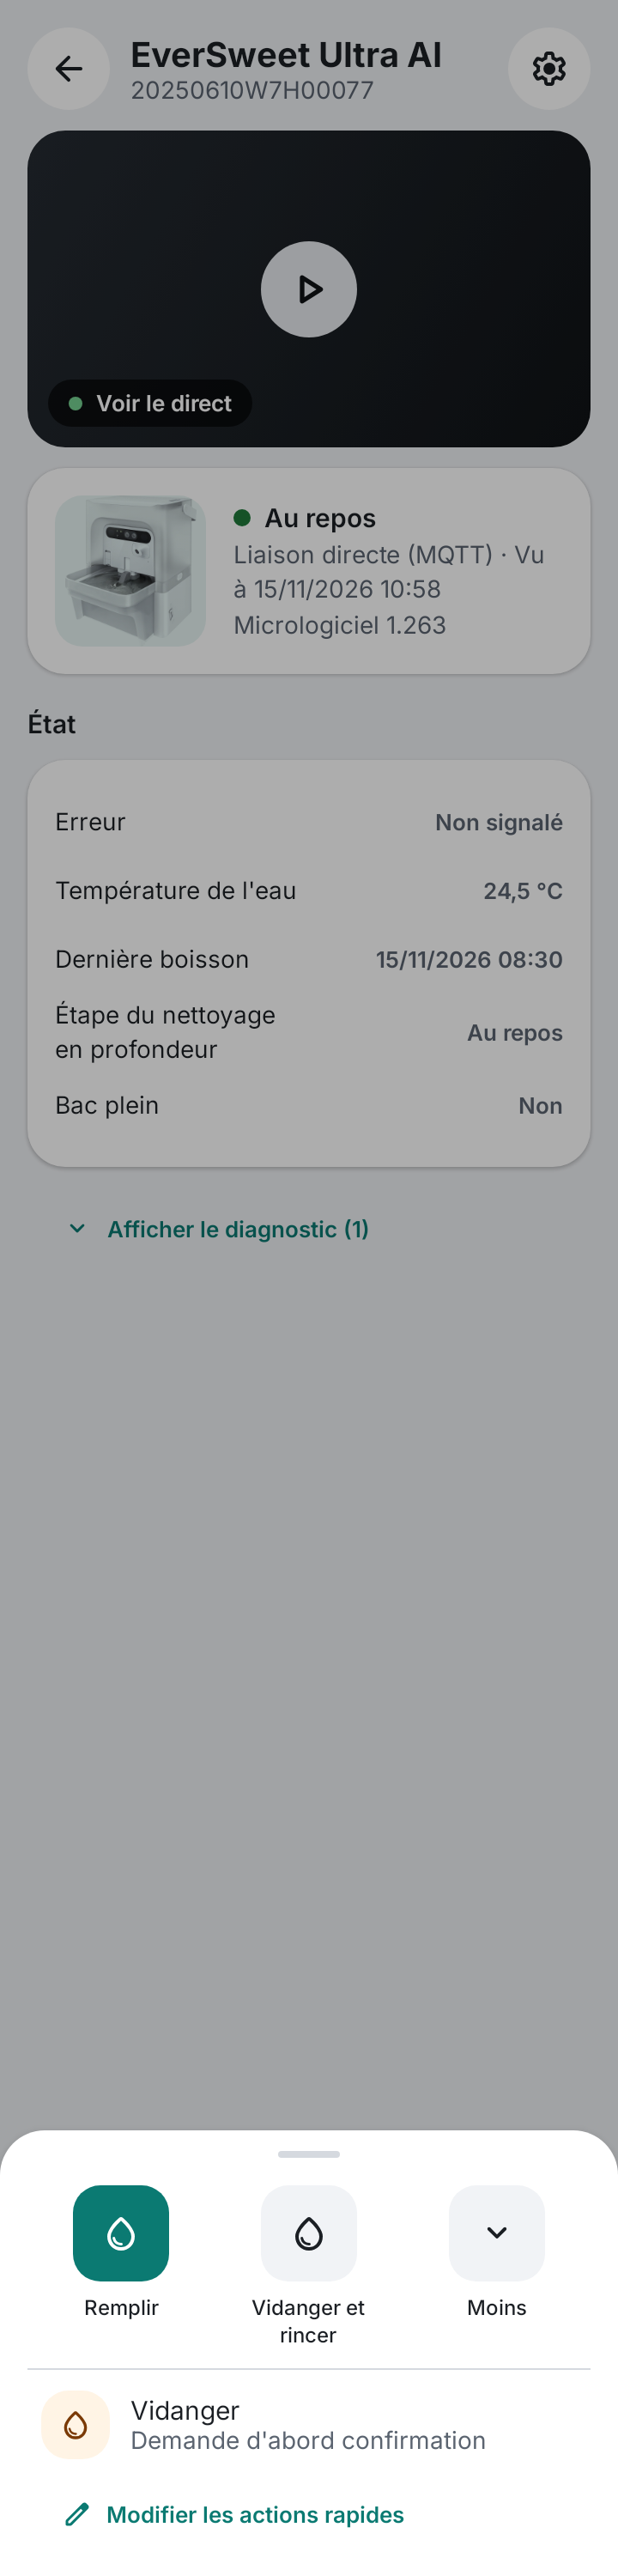 EverSweet Ultra AI
20250610W7H00077
Voir le direct
Au repos
Liaison directe (MQTT) · Vu
à 15/11/2026 10:58
Micrologiciel 1.263
État
Erreur
Non signalé
Température de l'eau
24,5 °C
Dernière boisson
15/11/2026 08:30
Étape du nettoyage
en profondeur
Au repos
Bac plein
Non
Afficher le diagnostic (1)
Remplir
Vidanger et
rincer
Moins
Vidanger
Demande d'abord confirmation
Modifier les actions rapides